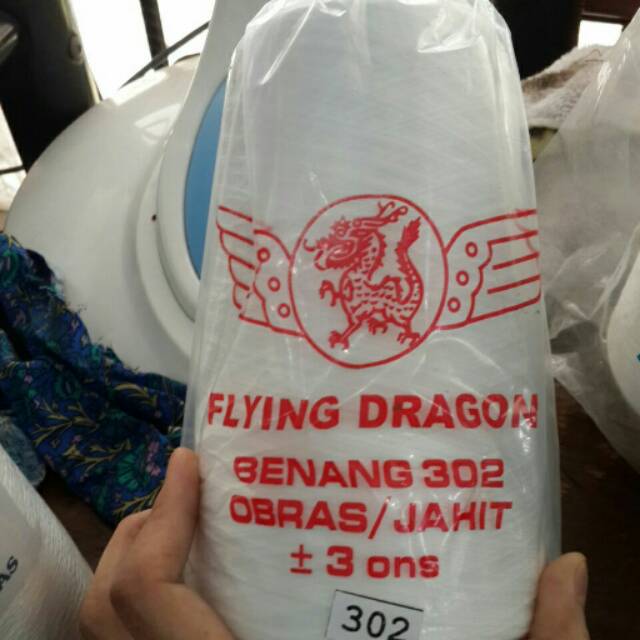 FLYING DRAGON
BENANG 302
OBRAS/JAHIT
± 3 ons
302